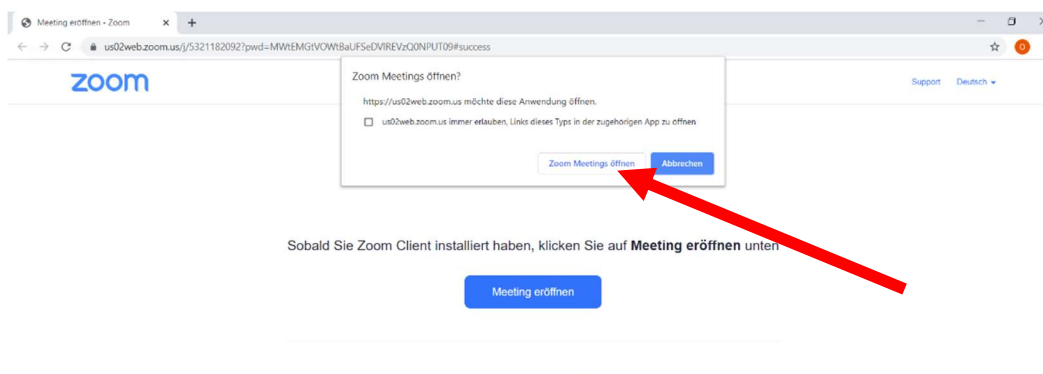 Meeting eröffnen - Zoom
us02web.zoom.us/j/5321182092?pwd=MWtEMGtVOWtBaUFSeDVlREVzQ0NPUT09#success
O
zoom
Support Deutsch
Zoom Meetings öffnen?
https://us02web.zoom.us möchte diese Anwendung öffnen.
us02web.zoom.us immer erlauben, Links dieses Typs in der zugehörigen App zu öffnen
Zoom Meetings öffnen Abbrechen
Sobald Sie Zoom Client installiert haben, klicken Sie auf Meeting eröffnen unten
Meeting eröffnen